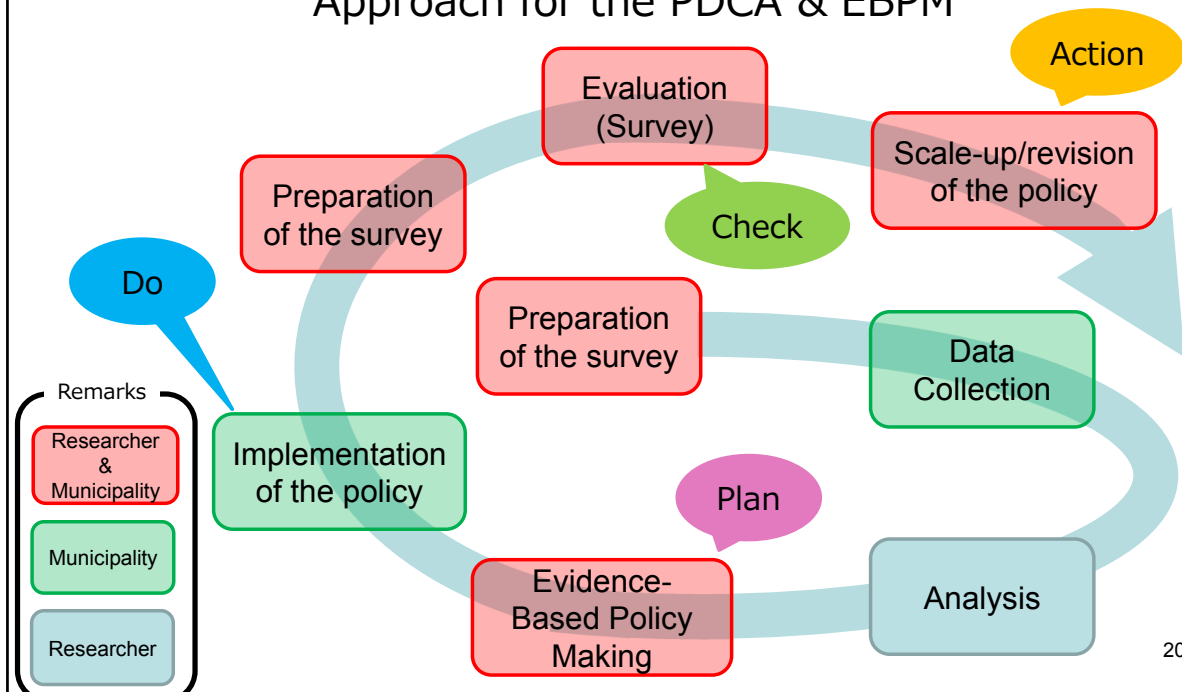 Approach for the PDCA & EBPM
Action
Evaluation
(Survey)
Scale-up/revision
of the policy
Preparation
of the survey
Check
Do
Preparation
of the survey
Data
Collection
Remarks
Researcher
&
Municipality
Municipality
Researcher
Implementation
of the policy
Plan
Evidence-
Based Policy
Making
Analysis
20